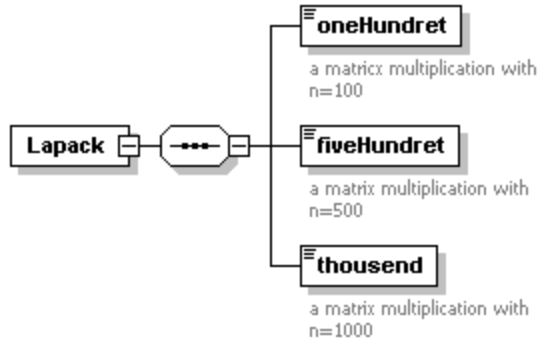 oneHundret
a matricx multiplication with
n=100
Lapack
fiveHundret
a matrix multiplication with
n=500
thousend
a matrix multiplication with
n=1000